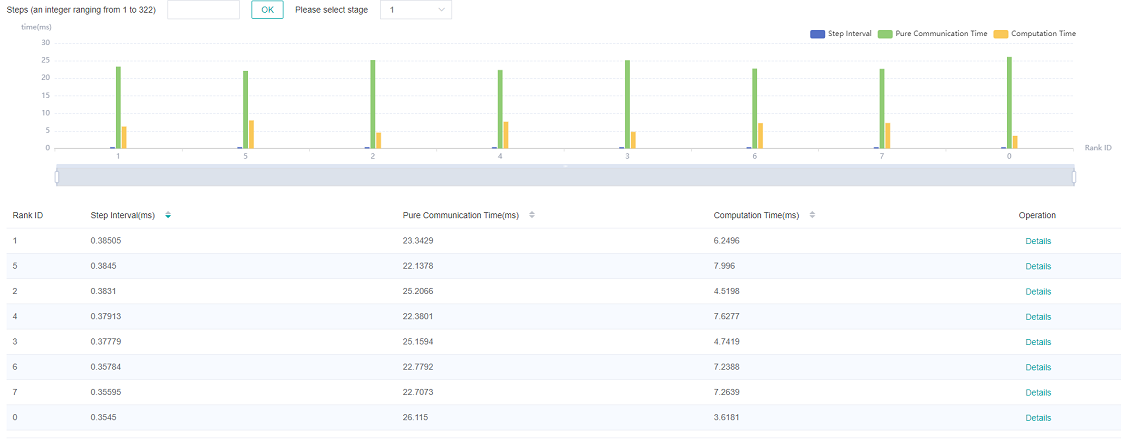 Steps (an integer ranging from 1 to 322) OK Please select stage 1
time(ms)
Step Interval Pure Communication Time Computation Time
30
25
20
15
10
5
0
1 5 2 4 3 6 7 0 Rank ID
Rank ID Step Interval(ms) Pure Communication Time(ms) Computation Time(ms) Operation
1 0.38505 23.3429 6.2496 Details
5 0.3845 22.1378 7.996 Details
2 0.3831 25.2066 4.5198 Details
4 0.37913 22.3801 7.6277 Details
3 0.37779 25.1594 4.7419 Details
6 0.35784 22.7792 7.2388 Details
7 0.35595 22.7073 7.2639 Details
0 0.3545 26.115 3.6181 Details